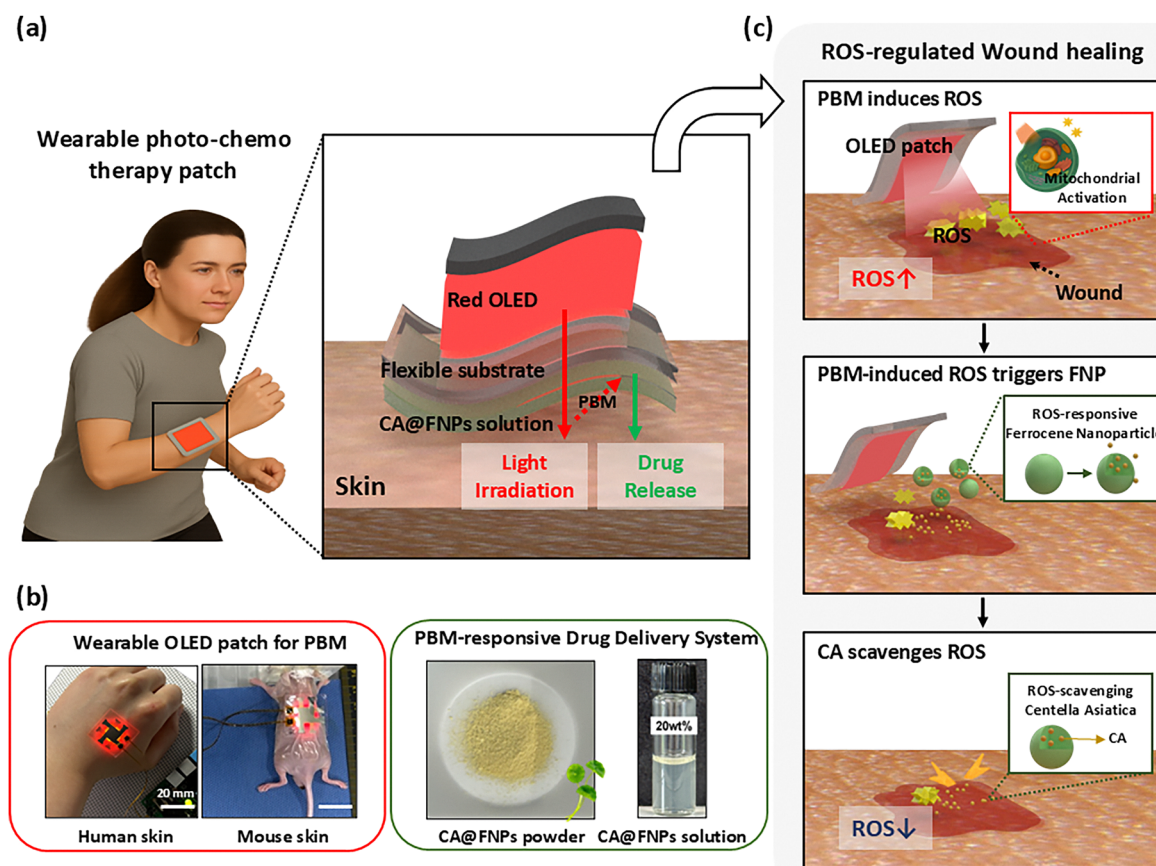 (a)
Wearable photo-chemo
therapy patch
Red OLED
Flexible substrate
PBM
CA@FNPs solution
Light
Irradiation
Drug
Release
Skin
(b)
Wearable OLED patch for PBM
20 mm
Human skin
Mouse skin
PBM-responsive Drug Delivery System
20wt%
CA@FNPs powder
CA@FNPs solution
(c)
ROS-regulated Wound healing
PBM induces ROS
OLED patch
Mitochondrial
Activation
ROS
ROS↑
Wound
PBM-induced ROS triggers FNP
ROS-responsive
Ferrocene Nanoparticle
CA scavenges ROS
ROS-scavenging
Centella Asiatica
CA
ROS↓